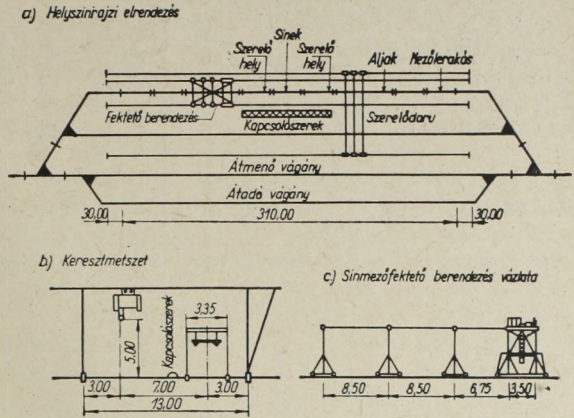 a) Helyszínrajzi elrendezés
Sínek
Szerelő
hely
Szerelő
hely
Aljak
Mezőlerakás
Fektető berendezés
Kapcsolószerek
Szerelődaru
Átmenő vágány
Átadó vágány
30,00
310,00
30,00
b) Keresztmetszet
c) Sínmezőfektető berendezés vázlata
3,35
Kapcsolószerek
5,00
3,00
7,00
3,00
13,00
8,50
8,50
6,75
3,50